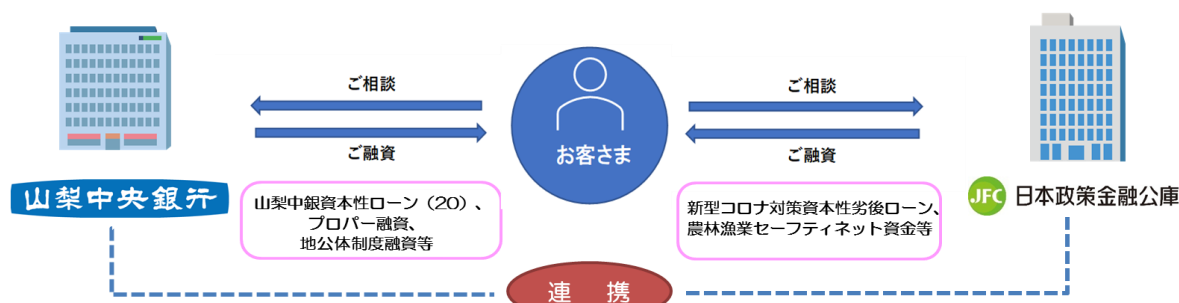 ご相談
ご融資
お客さま
ご相談
ご融資
山梨中央銀行
山梨中銀資本性ローン（20）、
プロパー融資、
地公体制度融資等
新型コロナ対策資本性劣後ローン、
農林漁業セーフティネット資金等
JFC 日本政策金融公庫
連　携